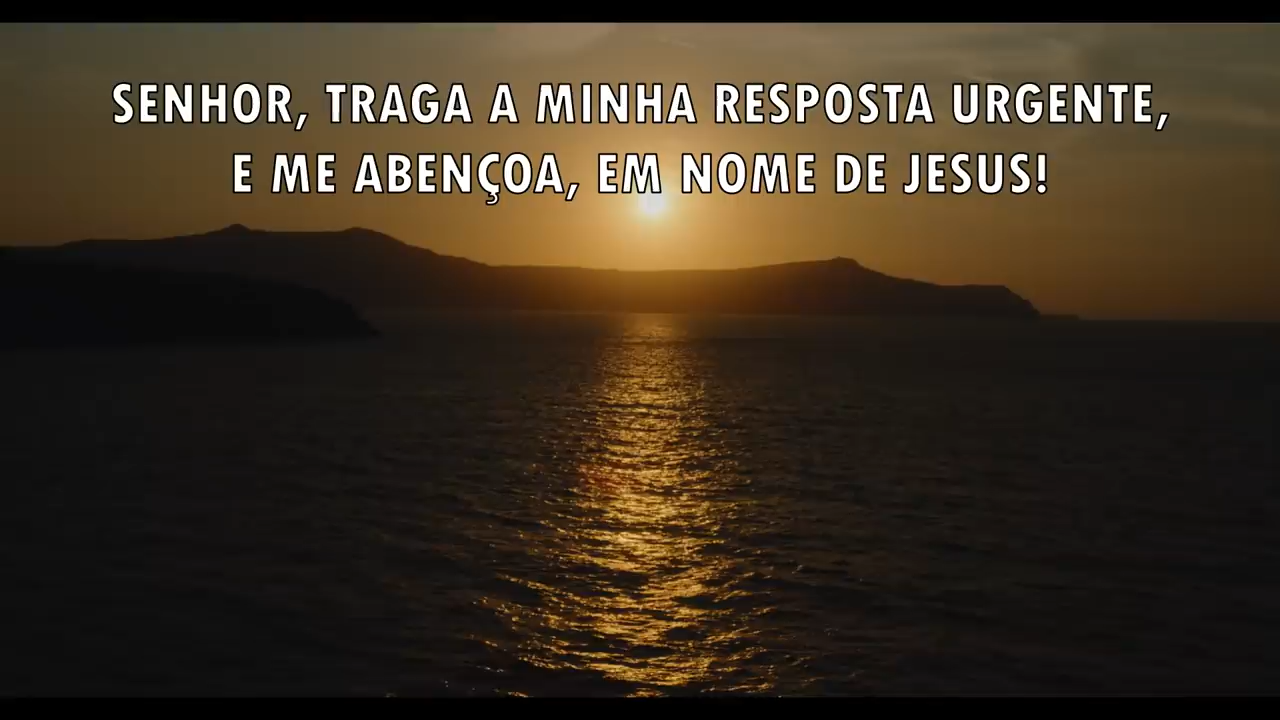 SENHOR, TRAGA A MINHA RESPOSTA URGENTE,
E ME ABENÇOA, EM NOME DE JESUS!